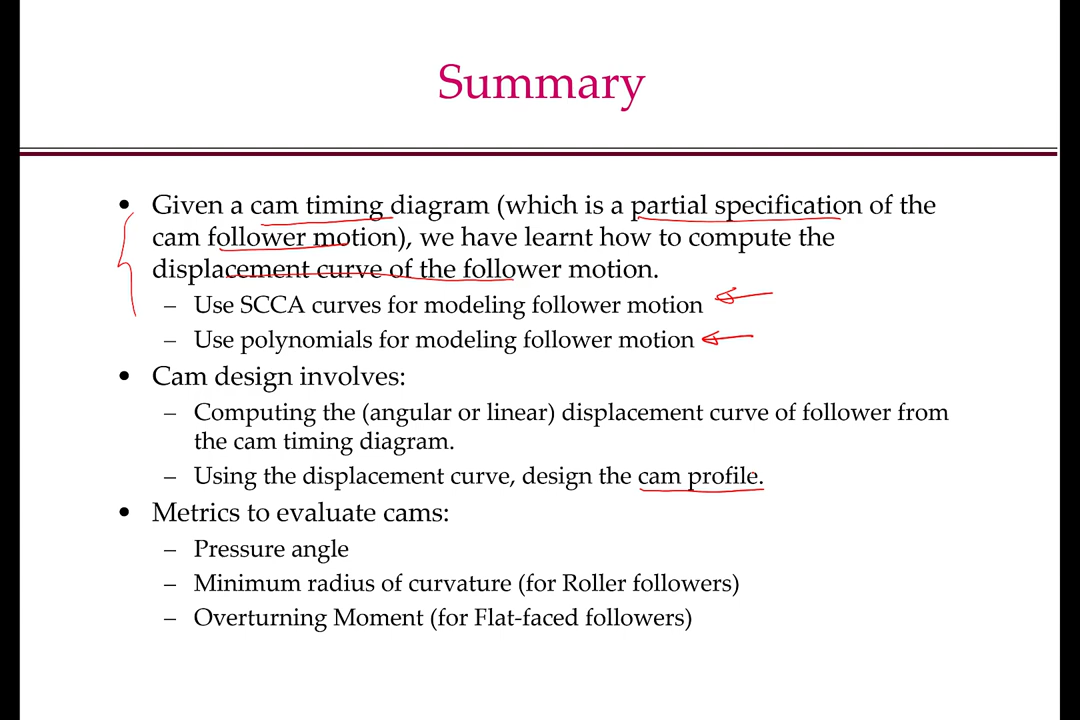 Summary
• Given a cam timing diagram (which is a partial specification of the
cam follower motion), we have learnt how to compute the
displacement curve of the follower motion.
– Use SCCA curves for modeling follower motion
– Use polynomials for modeling follower motion
• Cam design involves:
– Computing the (angular or linear) displacement curve of follower from
the cam timing diagram.
– Using the displacement curve, design the cam profile.
• Metrics to evaluate cams:
– Pressure angle
– Minimum radius of curvature (for Roller followers)
– Overturning Moment (for Flat-faced followers)